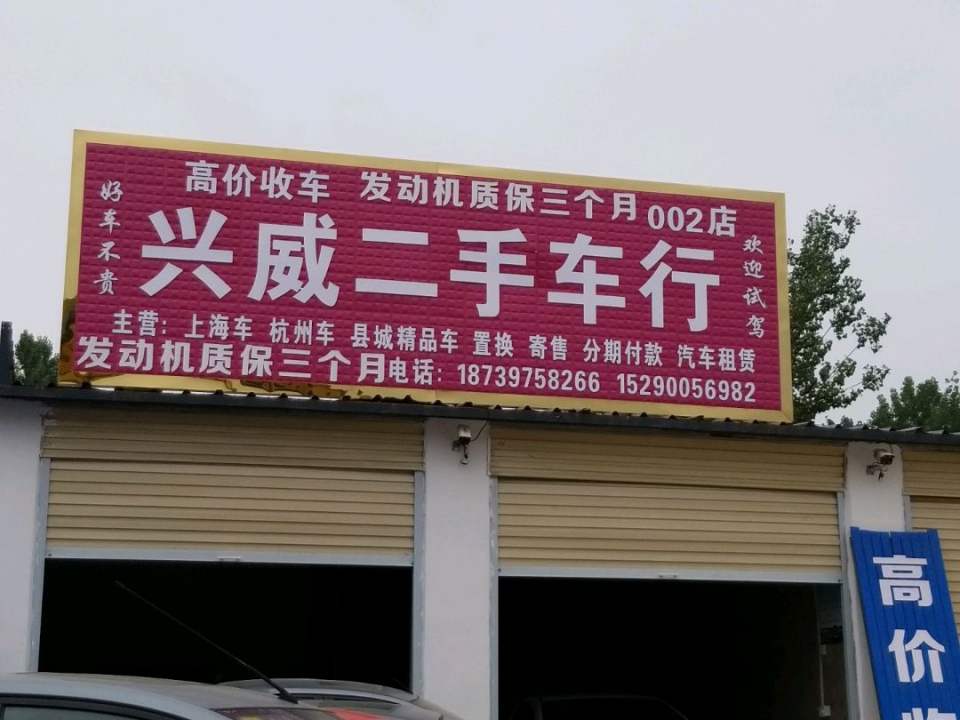 高价收车 发动机质保三个月 002店
好车不贵
兴威二手车行
欢迎试驾
主营：上海车 杭州车 县城精品车 置换 寄售 分期付款 汽车租赁
发动机质保三个月电话：18739758266 15290056982
高价